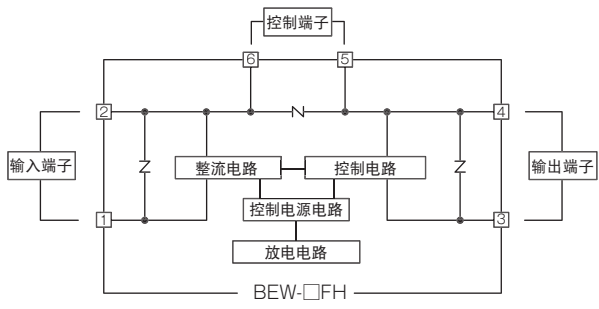 控制端子
6
5
2
4
输入端子
整流电路
控制电路
输出端子
1
控制电源电路
3
放电电路
BEW-□FH